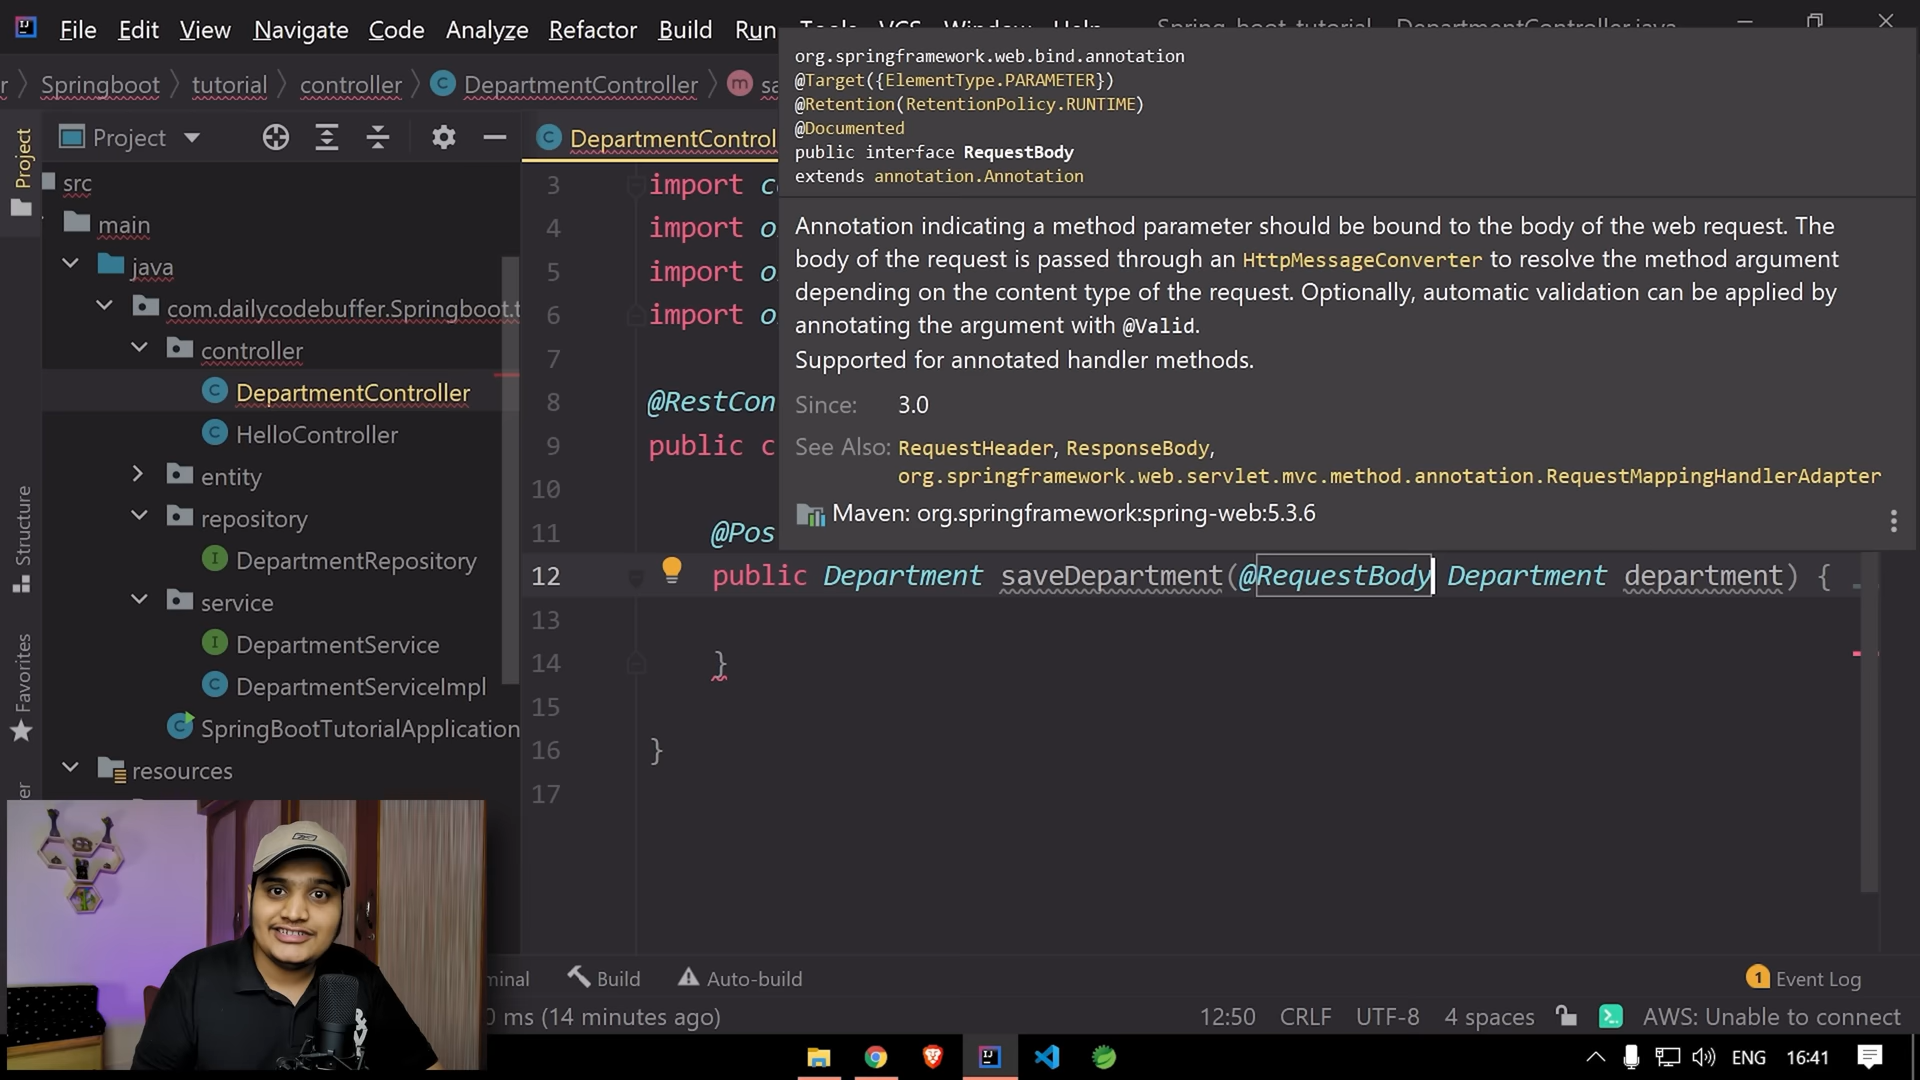 File Edit View Navigate Code Analyze Refactor Build Run
r Springboot tutorial controller DepartmentController m
Project
Project
DepartmentControl
src
main
java
com.dailycodebuffer.Springboot.t
controller
DepartmentController
HelloController
entity
repository
DepartmentRepository
service
DepartmentService
DepartmentServiceImpl
SpringBootTutorialApplication
resources
Structure
Favorites
org.springframework.web.bind.annotation
@Target({ElementType.PARAMETER})
@Retention(RetentionPolicy.RUNTIME)
@Documented
public interface RequestBody
extends annotation.Annotation
Annotation indicating a method parameter should be bound to the body of the web request. The
body of the request is passed through an HttpMessageConverter to resolve the method argument
depending on the content type of the request. Optionally, automatic validation can be applied by
annotating the argument with @Valid.
Supported for annotated handler methods.
Since: 3.0
See Also: RequestHeader, ResponseBody,
org.springframework.web.servlet.mvc.method.annotation.RequestMappingHandlerAdapter
Maven: org.springframework:spring-web:5.3.6
3 import c
4 import o
5 import o
6 import o
7
8 @RestCon
9 public c
10
11 @Pos
12 public Department saveDepartment(@RequestBody Department department) {
13
14 }
15
16 }
17
minal Build Auto-build
1 Event Log
0 ms (14 minutes ago)
12:50 CRLF UTF-8 4 spaces AWS: Unable to connect
ENG 16:41